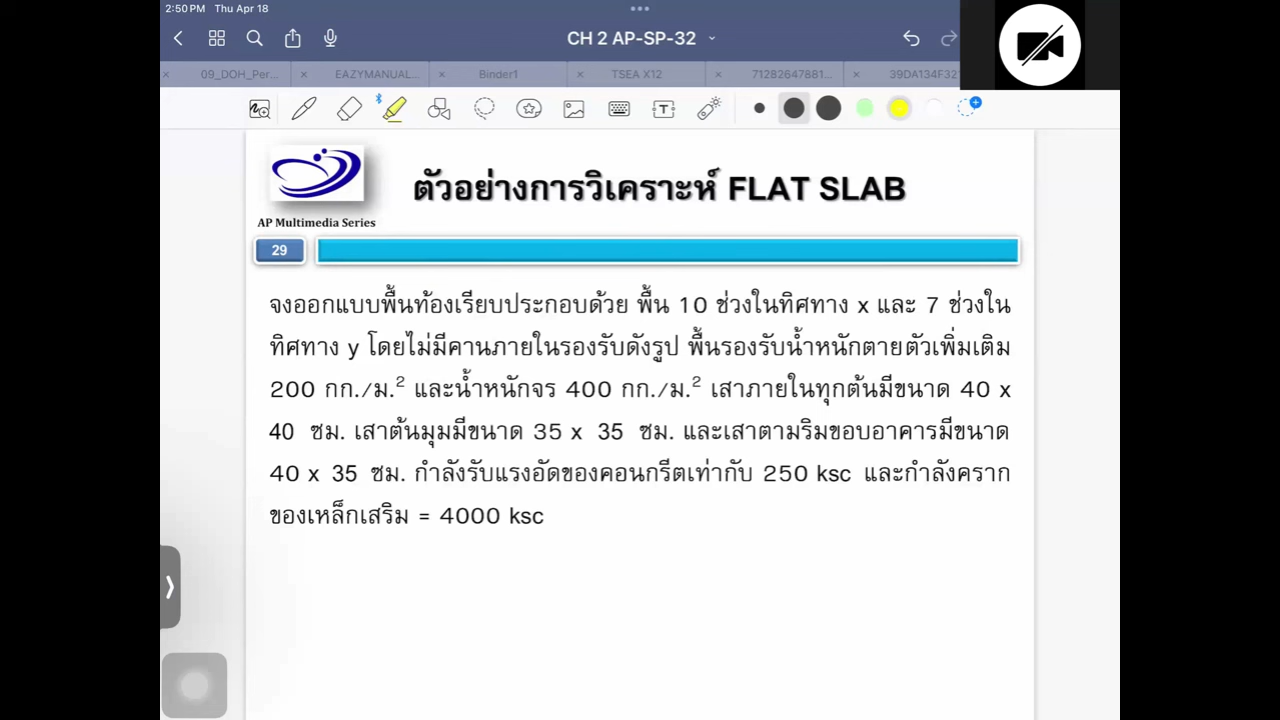 2:50 PM Thu Apr 18
CH 2 AP-SP-32
09_DOH_Per...
EAZYMANUAL...
Binder1
TSEA X12
71282647881...
39DA134F32
ตัวอย่างการวิเคราะห์ FLAT SLAB
AP Multimedia Series
29
จงออกแบบพื้นท้องเรียบประกอบด้วย พื้น 10 ช่วงในทิศทาง x และ 7 ช่วงใน
ทิศทาง y โดยไม่มีคานภายในรองรับดังรูป พื้นรองรับน้ำหนักตายตัวเพิ่มเติม
200 กก./ม.² และน้ำหนักจร 400 กก./ม.² เสาภายในทุกต้นมีขนาด 40 x
40 ซม. เสาต้นมุมมีขนาด 35 x 35 ซม. และเสาตามริมขอบอาคารมีขนาด
40 x 35 ซม. กำลังรับแรงอัดของคอนกรีตเท่ากับ 250 ksc และกำลังคราก
ของเหล็กเสริม = 4000 ksc